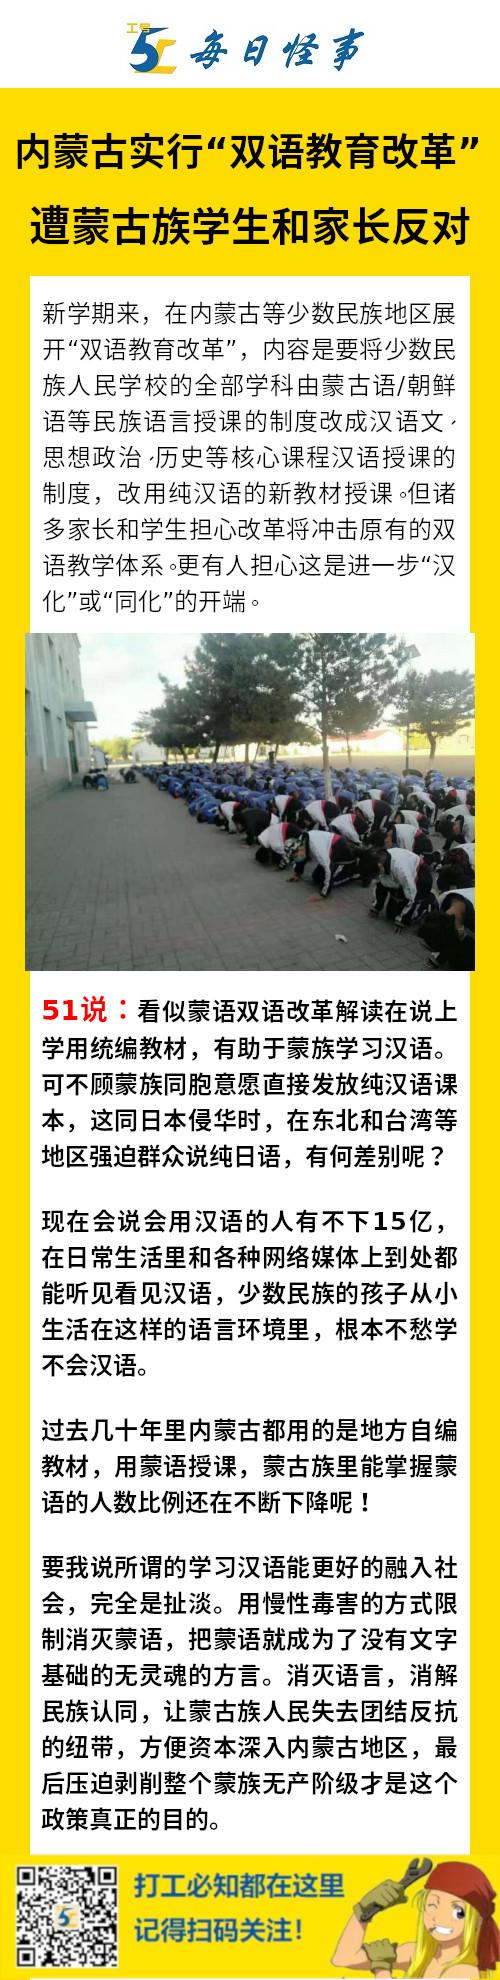 工号
51
每日怪事
内蒙古实行“双语教育改革”
遭蒙古族学生和家长反对
新学期来，在内蒙古等少数民族地区展
开“双语教育改革”，内容是要将少数民
族人民学校的全部学科由蒙古语/朝鲜
语等民族语言授课的制度改成汉语文、
思想政治、历史等核心课程汉语授课的
制度，改用纯汉语的新教材授课。但诸
多家长和学生担心改革将冲击原有的双
语教学体系。更有人担心这是进一步“汉
化”或“同化”的开端。
51说：看似蒙语双语改革解读在说上
学用统编教材，有助于蒙族学习汉语。
可不顾蒙族同胞意愿直接发放纯汉语课
本，这同日本侵华时，在东北和台湾等
地区强迫群众说纯日语，有何差别呢？
现在会说会用汉语的人有不下15亿，
在日常生活里和各种网络媒体上到处都
能听见看见汉语，少数民族的孩子从小
生活在这样的语言环境里，根本不愁学
不会汉语。
过去几十年里内蒙古都用的是地方自编
教材，用蒙语授课，蒙古族里能掌握蒙
语的人数比例还在不断下降呢！
要我说所谓的学习汉语能更好的融入社
会，完全是扯淡。用慢性毒害的方式限
制消灭蒙语，把蒙语就成为了没有文字
基础的无灵魂的方言。消灭语言，消解
民族认同，让蒙古族人民失去团结反抗
的纽带，方便资本深入内蒙古地区，最
后压迫剥削整个蒙族无产阶级才是这个
政策真正的目的。
打工必知都在这里
记得扫码关注！